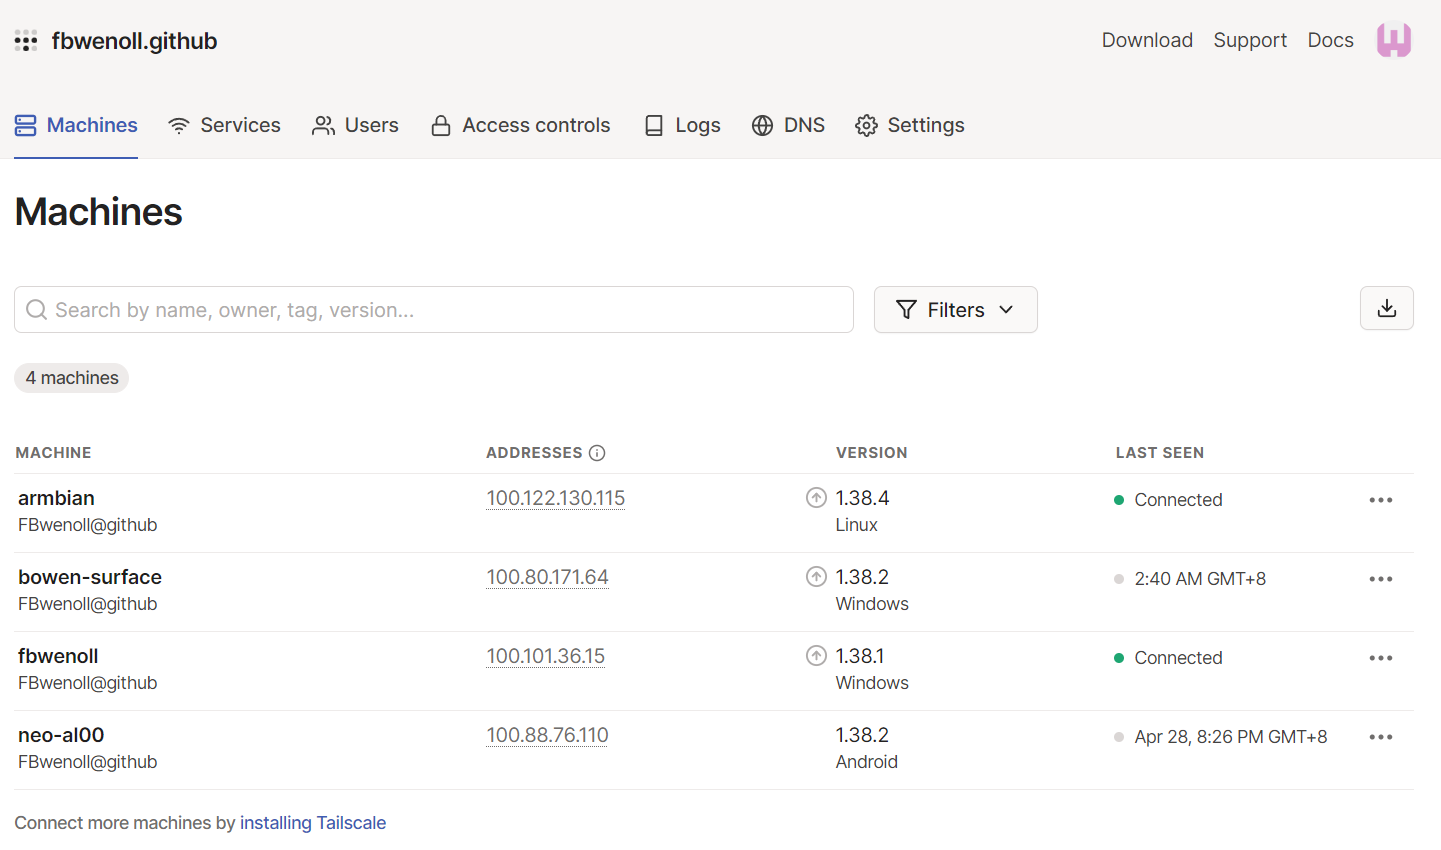 fbwenoll.github
Download Support Docs
Machines Services Users Access controls Logs DNS Settings
Machines
Search by name, owner, tag, version...
Filters
4 machines
MACHINE ADDRESSES VERSION LAST SEEN
armbian 100.122.130.115 1.38.4 Connected
FBwenoll@github Linux
bowen-surface 100.80.171.64 1.38.2 2:40 AM GMT+8
FBwenoll@github Windows
fbwenoll 100.101.36.15 1.38.1 Connected
FBwenoll@github Windows
neo-al00 100.88.76.110 1.38.2 Apr 28, 8:26 PM GMT+8
FBwenoll@github Android
Connect more machines by installing Tailscale